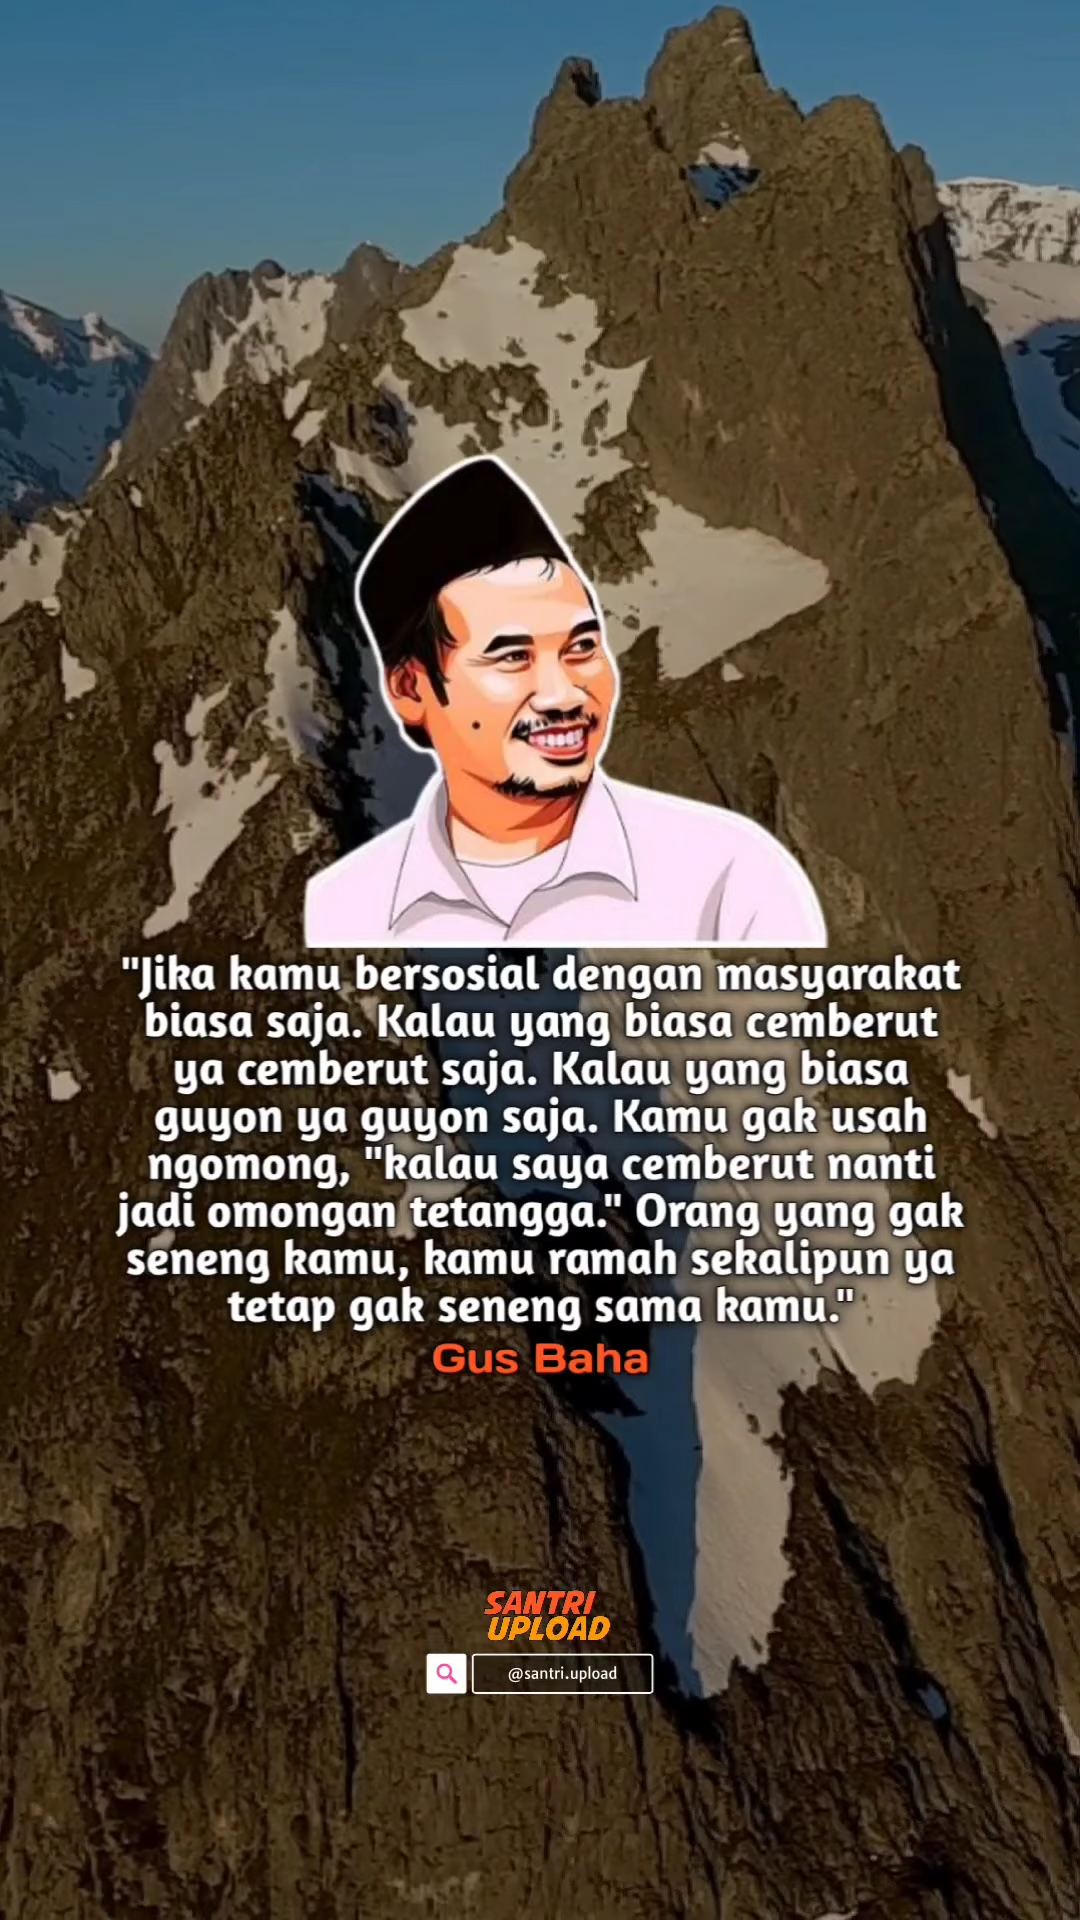 "Jika kamu bersosial dengan masyarakat
biasa saja. Kalau yang biasa cemberut
ya cemberut saja. Kalau yang biasa
guyon ya guyon saja. Kamu gak usah
ngomong, "kalau saya cemberut nanti
jadi omongan tetangga." Orang yang gak
seneng kamu, kamu ramah sekalipun ya
tetap gak seneng sama kamu."
Gus Baha
SANTRI
UPLOAD
@santri.upload